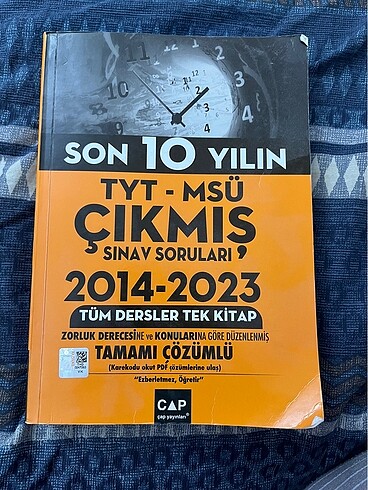 SON 10 YILIN
TYT - MSÜ
ÇIKMIŞ
SINAV SORULARI
2014-2023
TÜM DERSLER TEK KİTAP
ZORLUK DERECESİne ve KONULARINA GÖRE DÜZENLENMİŞ
TAMAMI ÇÖZÜMLÜ
(Karekodu okut PDF çözümlerine ulaş)
"Ezberletmez, Öğretir"
ÇAP
çap yayınları®